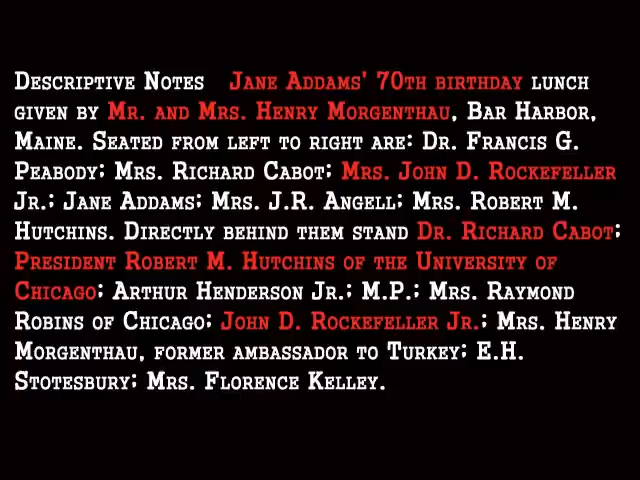 Descriptive Notes   Jane Addams' 70th birthday lunch
given by Mr. and Mrs. Henry Morgenthau, Bar Harbor,
Maine. Seated from left to right are: Dr. Francis G.
Peabody; Mrs. Richard Cabot; Mrs. John D. Rockefeller
Jr.; Jane Addams; Mrs. J.R. Angell; Mrs. Robert M.
Hutchins. Directly behind them stand Dr. Richard Cabot;
President Robert M. Hutchins of the University of
Chicago; Arthur Henderson Jr.; M.P.; Mrs. Raymond
Robins of Chicago; John D. Rockefeller Jr.; Mrs. Henry
Morgenthau, former ambassador to Turkey; E.H.
Stotesbury; Mrs. Florence Kelley.